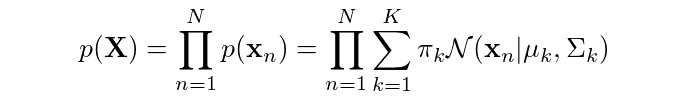 p(𝐗) = ∏_{n=1}^{N} p(𝐱_n) = ∏_{n=1}^{N} ∑_{k=1}^{K} π_k 𝒩(𝐱_n|μ_k, Σ_k)